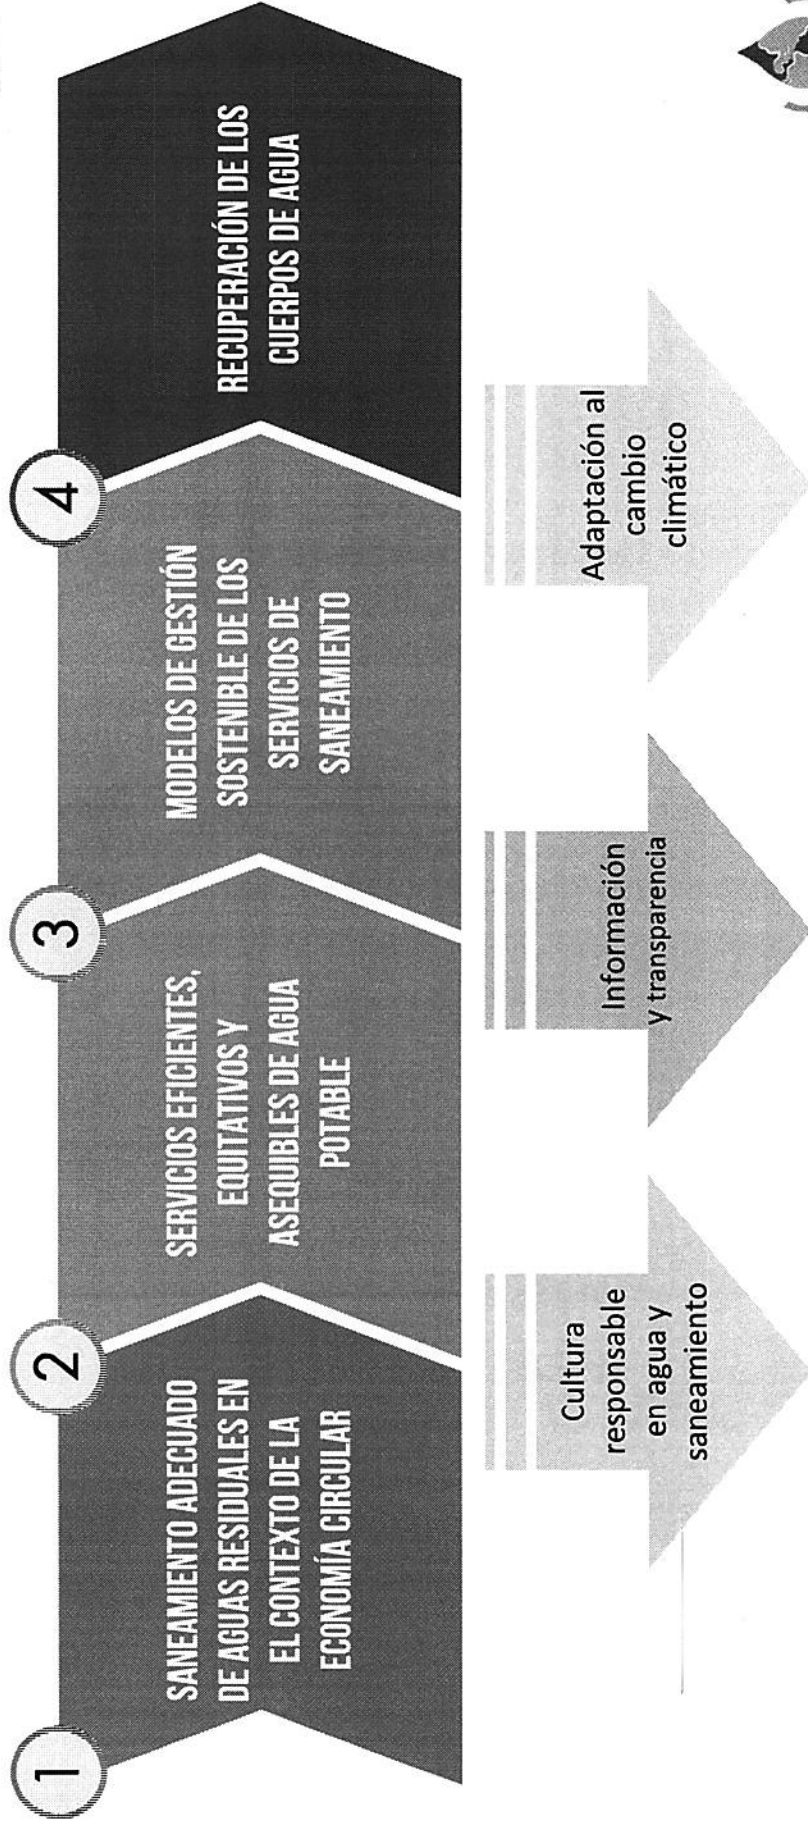 1
SANEAMIENTO ADECUADO
DE AGUAS RESIDUALES EN
EL CONTEXTO DE LA
ECONOMÍA CIRCULAR
2
SERVICIOS EFICIENTES,
EQUITATIVOS Y
ASEQUIBLES DE AGUA
POTABLE
3
MODELOS DE GESTIÓN
SOSTENIBLE DE LOS
SERVICIOS DE
SANEAMIENTO
4
RECUPERACIÓN DE LOS
CUERPOS DE AGUA
Cultura
responsable
en agua y
saneamiento
Información
y transparencia
Adaptación al
cambio
climático